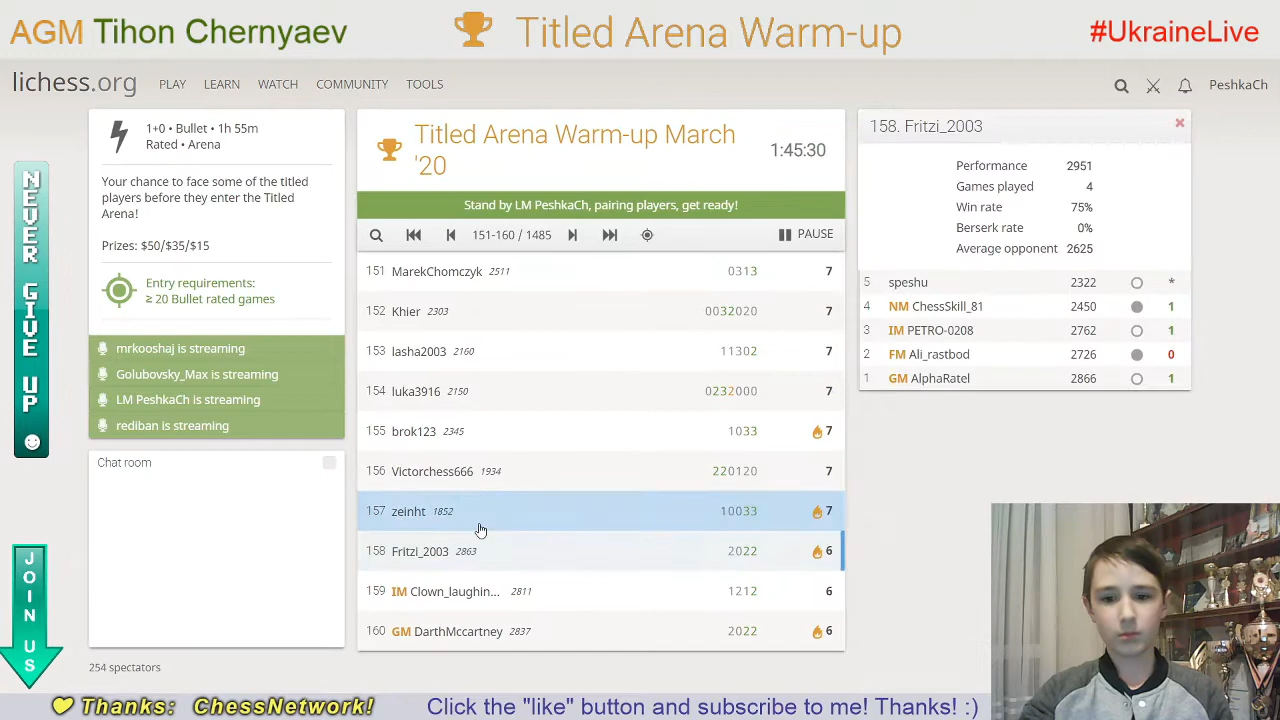 AGM Tihon Chernyaev
Titled Arena Warm-up
#UkraineLive
lichess.org PLAY LEARN WATCH COMMUNITY TOOLS PeshkaCh
NEVER GIVE UP
JOIN US
1+0 • Bullet • 1h 55m
Rated • Arena
Your chance to face some of the titled
players before they enter the Titled
Arena!
Prizes: $50/$35/$15
Entry requirements:
≥ 20 Bullet rated games
mrkooshaj is streaming
Golubovsky_Max is streaming
LM PeshkaCh is streaming
rediban is streaming
Chat room
254 spectators
Titled Arena Warm-up March
'20
1:45:30
Stand by LM PeshkaCh, pairing players, get ready!
151-160 / 1485 PAUSE
151 MarekChomczyk 2511 0313 7
152 Khier 2303 0032020 7
153 lasha2003 2160 11302 7
154 luka3916 2150 0232000 7
155 brok123 2345 1033 7
156 Victorchess666 1934 220120 7
157 zeinht 1852 10033 7
158 Fritzi_2003 2863 2022 6
159 IM Clown_laughin... 2811 1212 6
160 GM DarthMccartney 2837 2022 6
158. Fritzi_2003
Performance 2951
Games played 4
Win rate 75%
Berserk rate 0%
Average opponent 2625
5 speshu 2322 *
4 NM ChessSkill_81 2450 1
3 IM PETRO-0208 2762 1
2 FM Ali_rastbod 2726 0
1 GM AlphaRatel 2866 1
Thanks: ChessNetwork!
Click the "like" button and subscribe to me! Thanks! :)